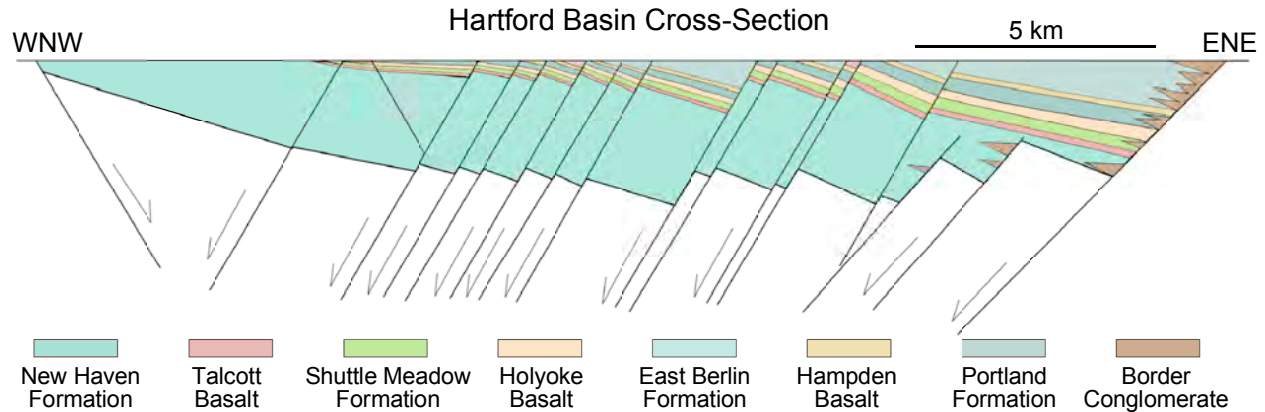 Hartford Basin Cross-Section
WNW
5 km
ENE
New Haven
Formation
Talcott
Basalt
Shuttle Meadow
Formation
Holyoke
Basalt
East Berlin
Formation
Hampden
Basalt
Portland
Formation
Border
Conglomerate